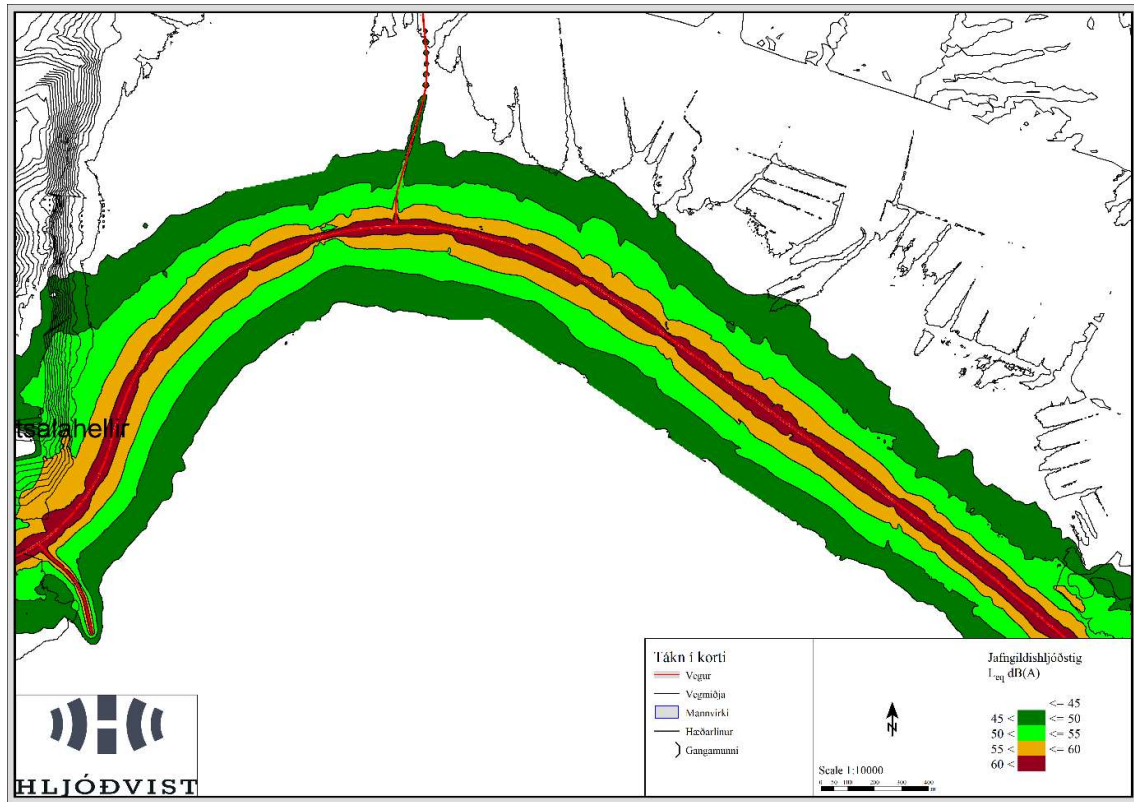 tsalahellir
HLJÓÐVIST
Tákn í korti
Vegur
Vegmiðja
Mannvirki
Hæðarlínur
Gangamunni
N
Scale 1:10000
0 50 100 200 300 400
m
Jafngildishljóðstig
Leq dB(A)
<= 45
45 < <= 50
50 < <= 55
55 < <= 60
60 <